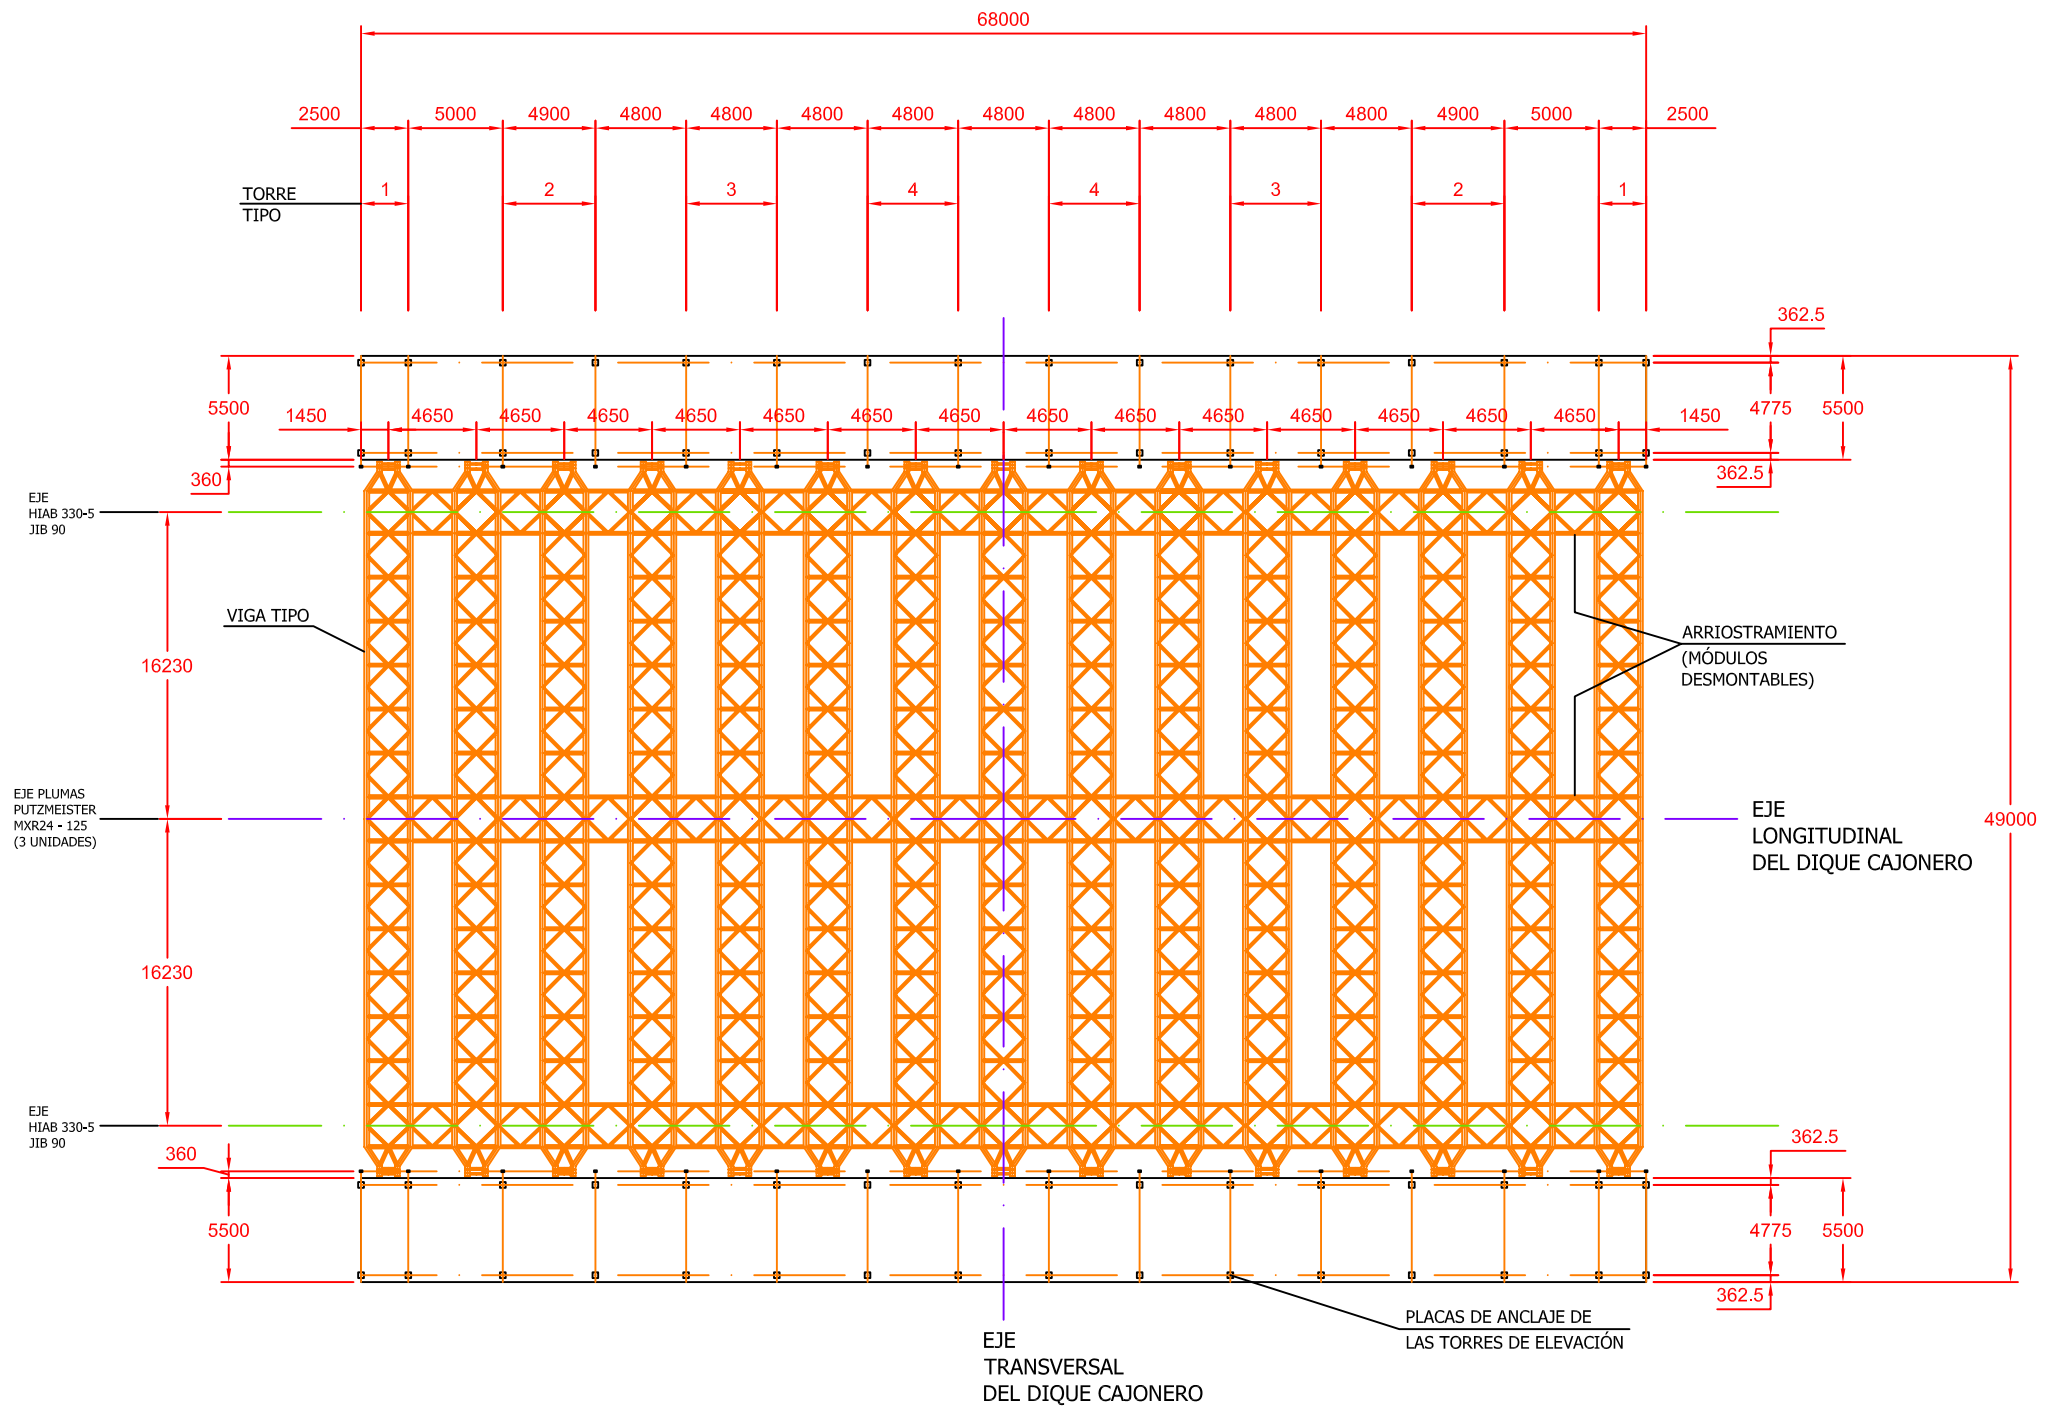 68000
2500 5000 4900 4800 4800 4800 4800 4800 4800 4800 4800 4800 4900 5000 2500
TORRE
TIPO
1 2 3 4 4 3 2 1
362.5
5500
1450 4650 4650 4650 4650 4650 4650 4650 4650 4650 4650 4650 4650 4650 4650 1450
4775 5500
360
362.5
EJE
HIAB 330-5
JIB 90
VIGA TIPO
ARRIOSTRAMIENTO
(MÓDULOS
DESMONTABLES)
16230
EJE PLUMAS
PUTZMEISTER
MXR24 - 125
(3 UNIDADES)
EJE
LONGITUDINAL
DEL DIQUE CAJONERO
49000
16230
EJE
HIAB 330-5
JIB 90
360
362.5
5500
4775 5500
362.5
PLACAS DE ANCLAJE DE
LAS TORRES DE ELEVACIÓN
EJE
TRANSVERSAL
DEL DIQUE CAJONERO